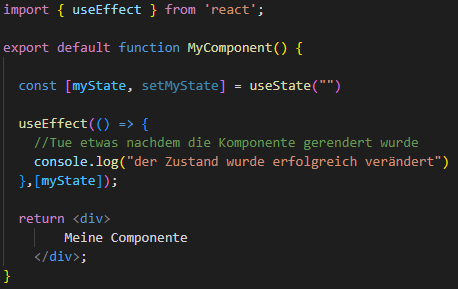 import { useEffect } from 'react';
export default function MyComponent() {
const [myState, setMyState] = useState("")
useEffect(() => {
//Tue etwas nachdem die Komponente gerendert wurde
console.log("der Zustand wurde erfolgreich verändert")
},[myState]);
return <div>
Meine Componente
</div>;
}